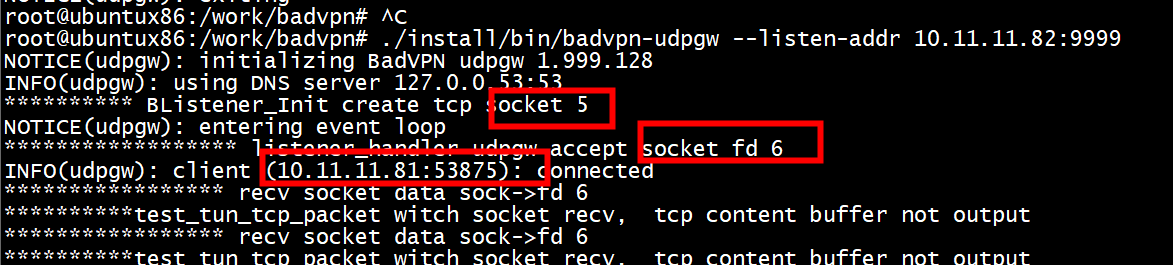 NOTICE(udpgw): exiting
root@ubuntux86:/work/badvpn# ^C
root@ubuntux86:/work/badvpn# ./install/bin/badvpn-udpgw --listen-addr 10.11.11.82:9999
NOTICE(udpgw): initializing BadVPN udpgw 1.999.128
INFO(udpgw): using DNS server 127.0.0.53:53
********** BListener_Init create tcp socket 5
NOTICE(udpgw): entering event loop
****************** listener_handler udpgw accept socket fd 6
INFO(udpgw): client (10.11.11.81:53875): connected
***************** recv socket data sock->fd 6
**********test_tun_tcp_packet witch socket recv,  tcp content buffer not output
***************** recv socket data sock->fd 6
**********test_tun_tcp_packet witch socket recv,  tcp content buffer not output